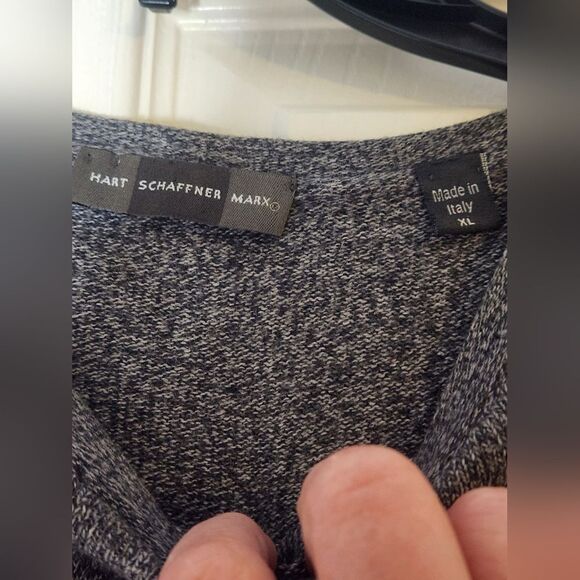 HART SCHAFFNER MARX
Made in
Italy
XL